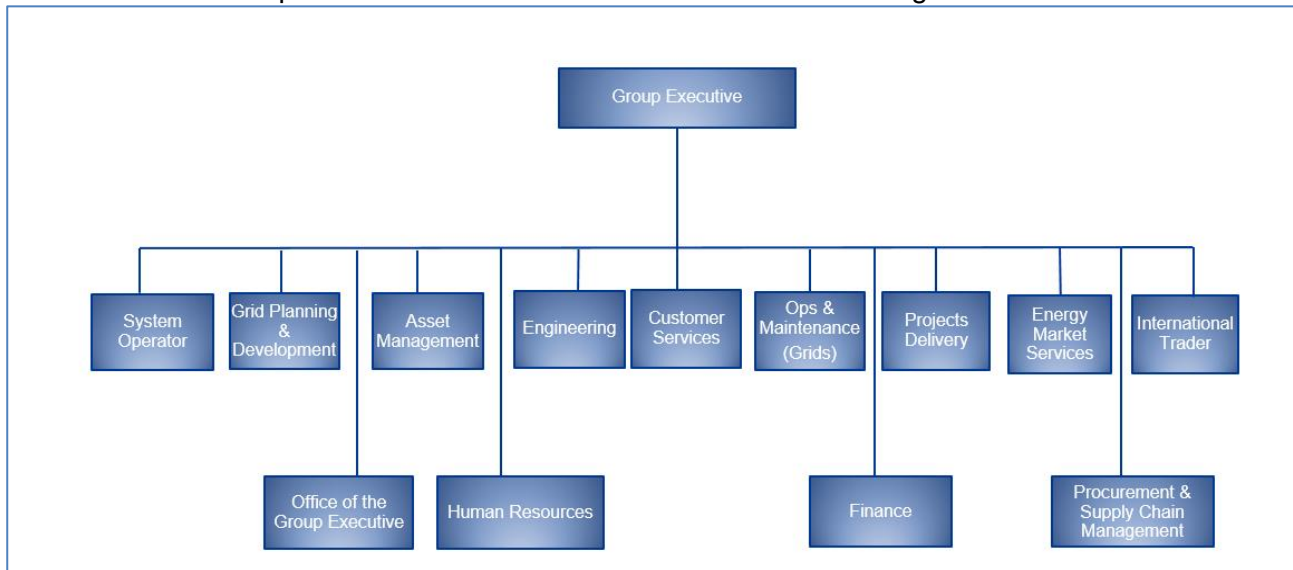 Group Executive
System
Operator
Grid Planning
&
Development
Asset
Management
Engineering
Customer
Services
Ops &
Maintenance
(Grids)
Projects
Delivery
Energy
Market
Services
International
Trader
Office of the
Group Executive
Human Resources
Finance
Procurement &
Supply Chain
Management